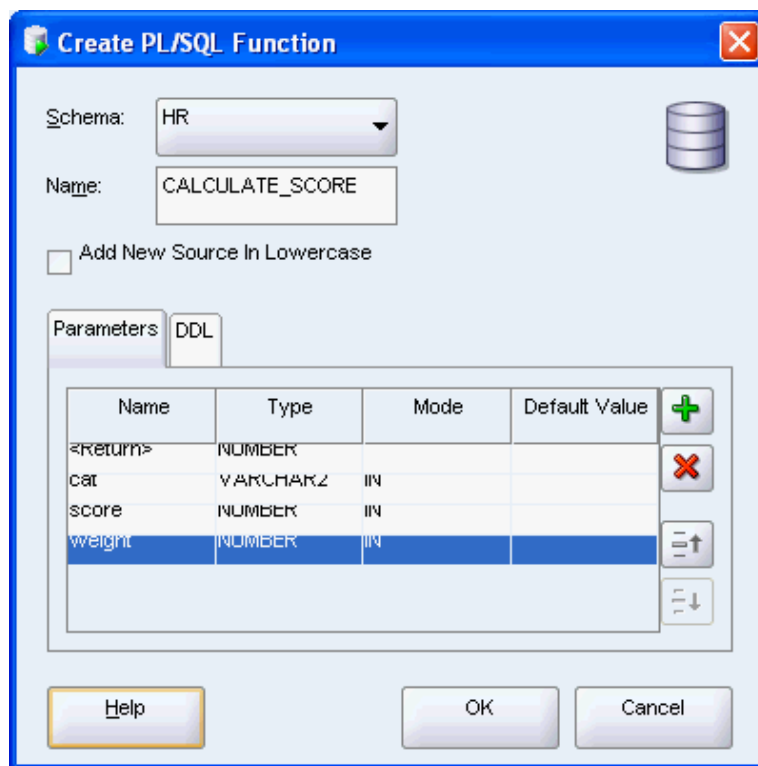 Create PL/SQL Function
Schema: HR
Name: CALCULATE_SCORE
Add New Source In Lowercase
Parameters DDL
Name Type Mode Default Value
<Return> NUMBER
cat VARCHAR2 IN
score NUMBER IN
weight NUMBER IN
Help OK Cancel